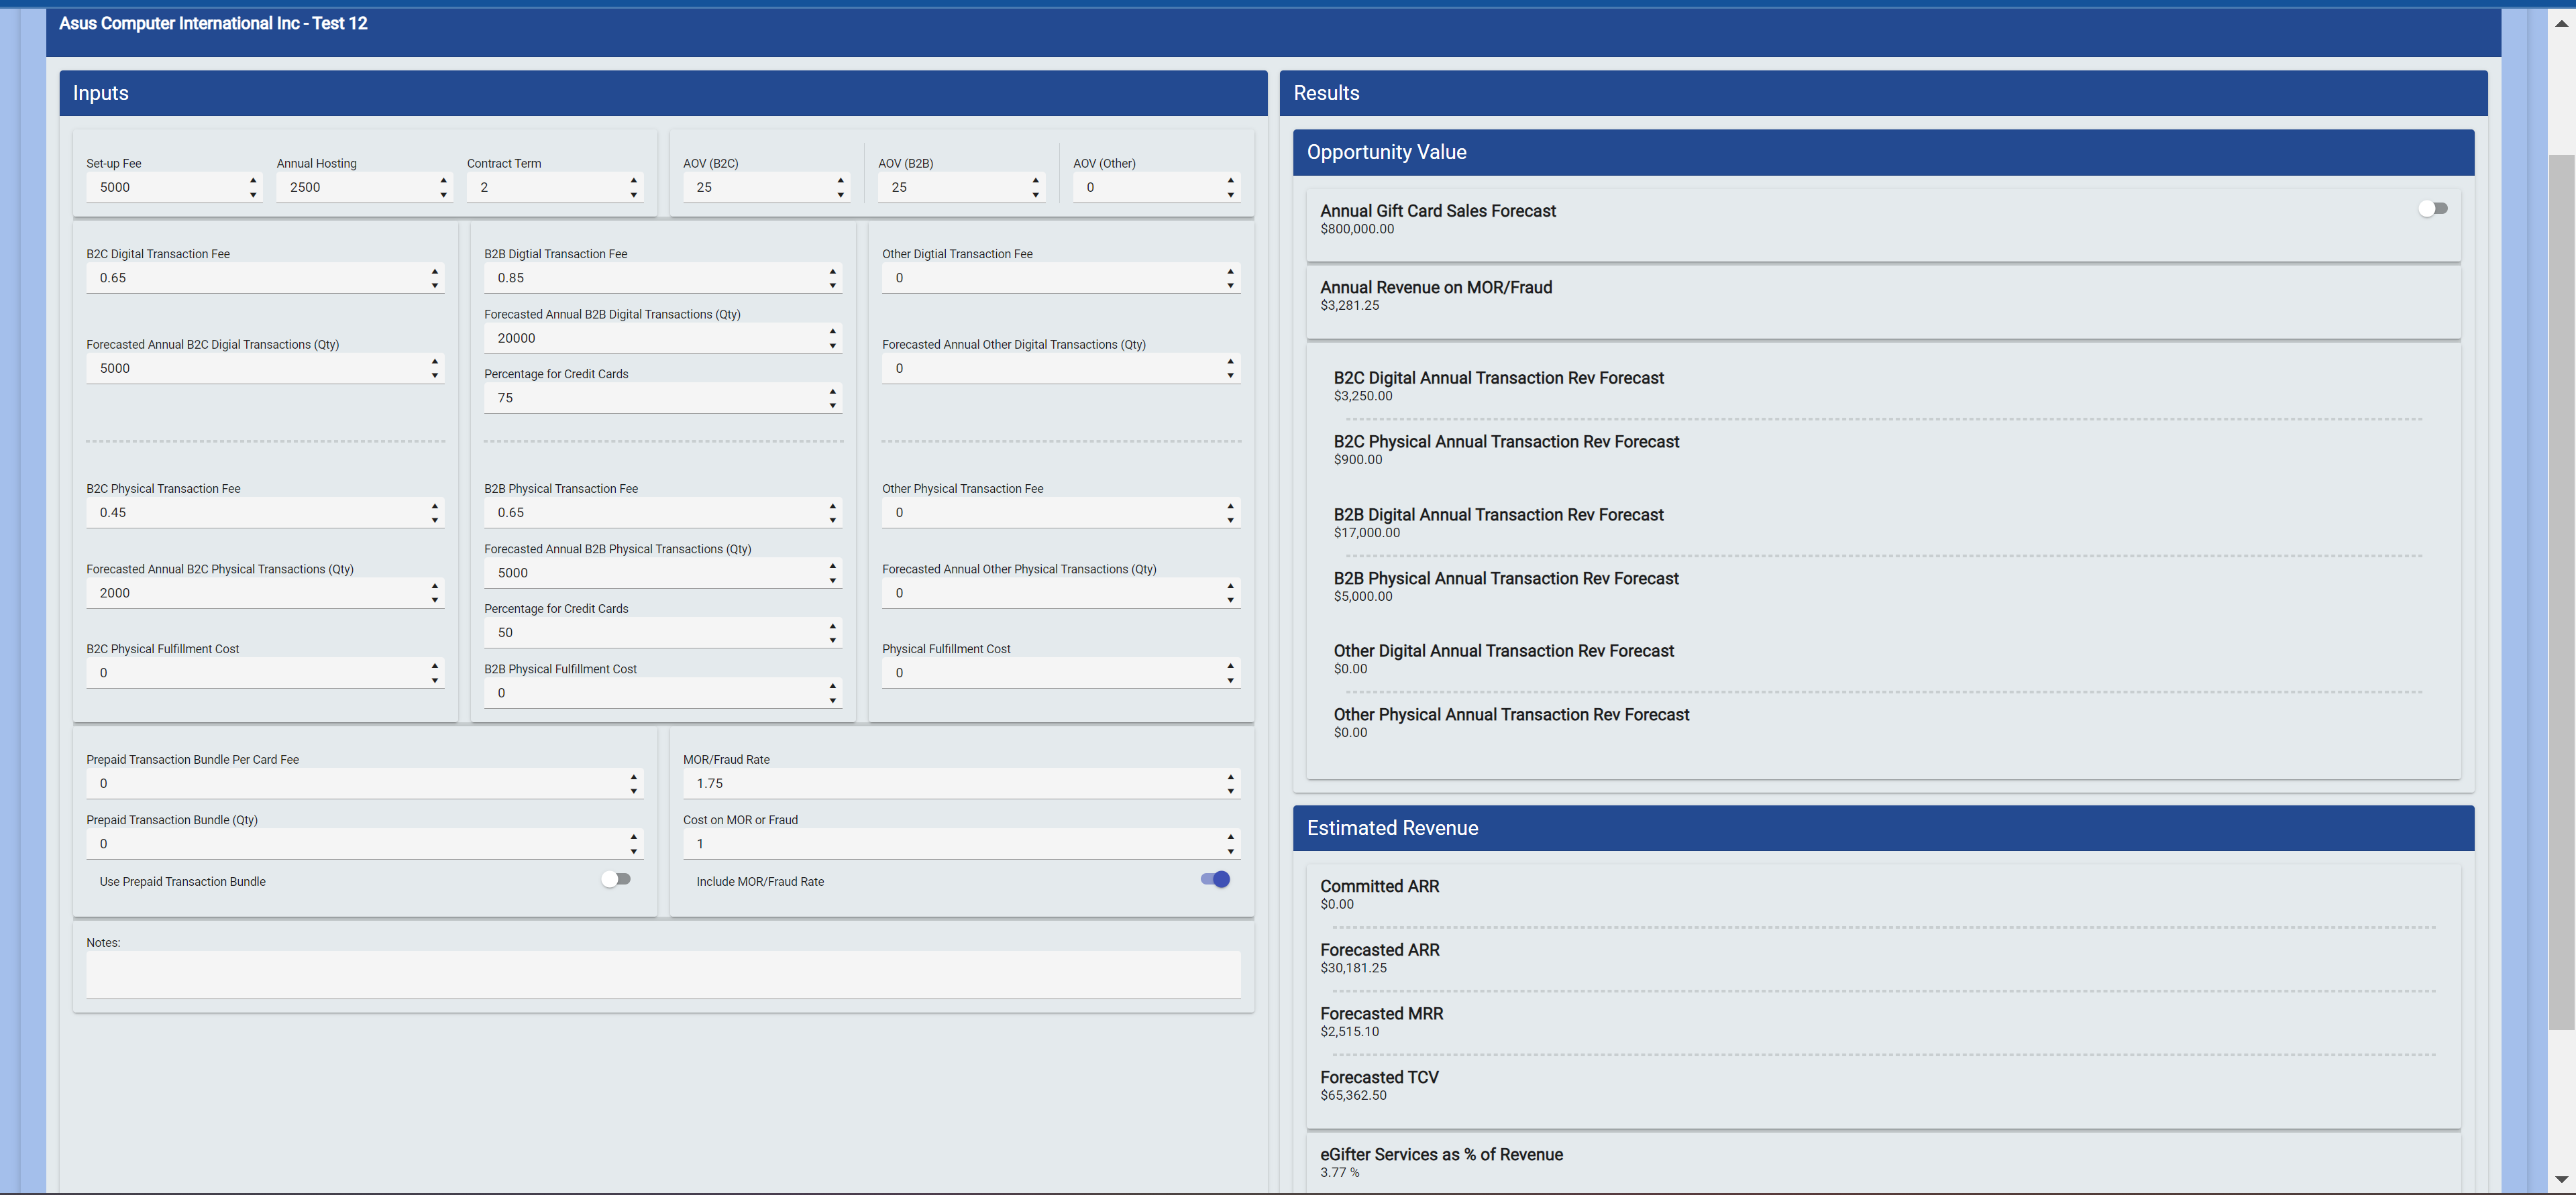 Asus Computer International Inc - Test 12
Inputs
Set-up Fee
5000
Annual Hosting
2500
Contract Term
2
AOV (B2C)
25
AOV (B2B)
25
AOV (Other)
0
B2C Digital Transaction Fee
0.65
Forecasted Annual B2C Digial Transactions (Qty)
5000
B2C Physical Transaction Fee
0.45
Forecasted Annual B2C Physical Transactions (Qty)
2000
B2C Physical Fulfillment Cost
0
B2B Digtial Transaction Fee
0.85
Forecasted Annual B2B Digital Transactions (Qty)
20000
Percentage for Credit Cards
75
B2B Physical Transaction Fee
0.65
Forecasted Annual B2B Physical Transactions (Qty)
5000
Percentage for Credit Cards
50
B2B Physical Fulfillment Cost
0
Other Digtial Transaction Fee
0
Forecasted Annual Other Digital Transactions (Qty)
0
Other Physical Transaction Fee
0
Forecasted Annual Other Physical Transactions (Qty)
0
Physical Fulfillment Cost
0
Prepaid Transaction Bundle Per Card Fee
0
Prepaid Transaction Bundle (Qty)
0
Use Prepaid Transaction Bundle
MOR/Fraud Rate
1.75
Cost on MOR or Fraud
1
Include MOR/Fraud Rate
Notes:
Results
Opportunity Value
Annual Gift Card Sales Forecast
$800,000.00
Annual Revenue on MOR/Fraud
$3,281.25
B2C Digital Annual Transaction Rev Forecast
$3,250.00
B2C Physical Annual Transaction Rev Forecast
$900.00
B2B Digital Annual Transaction Rev Forecast
$17,000.00
B2B Physical Annual Transaction Rev Forecast
$5,000.00
Other Digital Annual Transaction Rev Forecast
$0.00
Other Physical Annual Transaction Rev Forecast
$0.00
Estimated Revenue
Committed ARR
$0.00
Forecasted ARR
$30,181.25
Forecasted MRR
$2,515.10
Forecasted TCV
$65,362.50
eGifter Services as % of Revenue
3.77 %